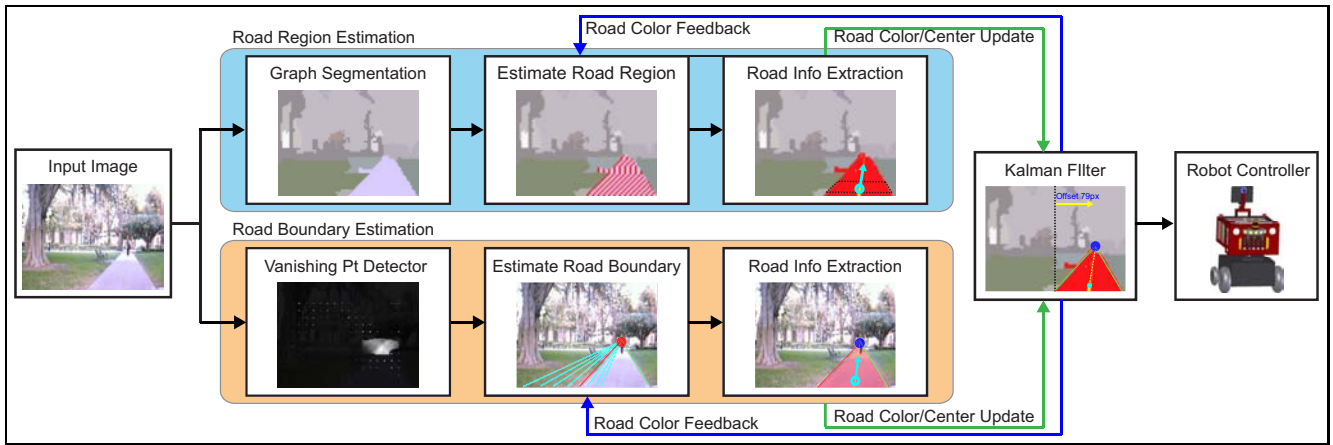 Road Color Feedback
Road Region Estimation
Road Color/Center Update
Graph Segmentation
Estimate Road Region
Road Info Extraction
Input Image
Kalman FIlter
Offset:79px
Robot Controller
Road Boundary Estimation
Vanishing Pt Detector
Estimate Road Boundary
Road Info Extraction
Road Color/Center Update
Road Color Feedback